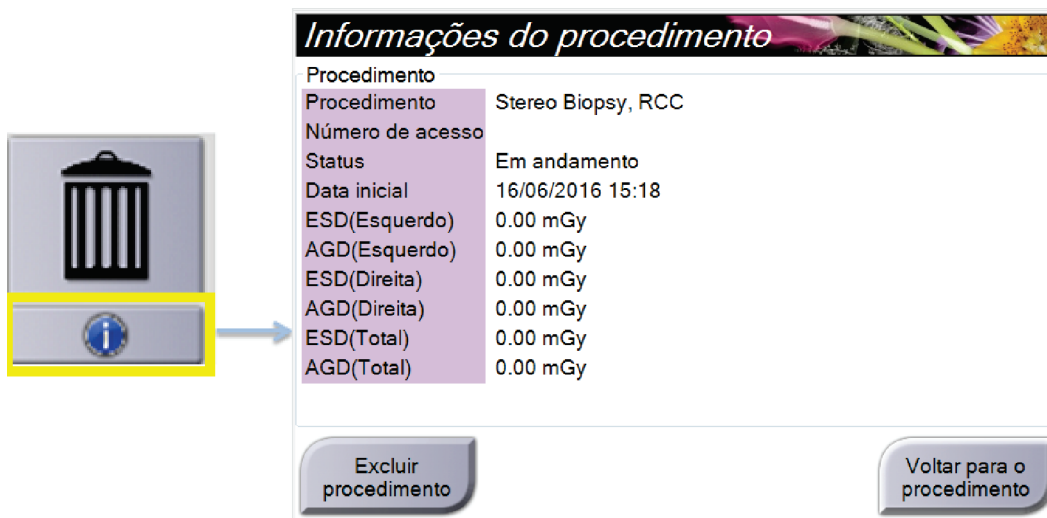 Informações do procedimento
Procedimento
Procedimento Stereo Biopsy, RCC
Número de acesso
Status Em andamento
Data inicial 16/06/2016 15:18
ESD(Esquerdo) 0.00 mGy
AGD(Esquerdo) 0.00 mGy
ESD(Direita) 0.00 mGy
AGD(Direita) 0.00 mGy
ESD(Total) 0.00 mGy
AGD(Total) 0.00 mGy
Excluir
procedimento
Voltar para o
procedimento